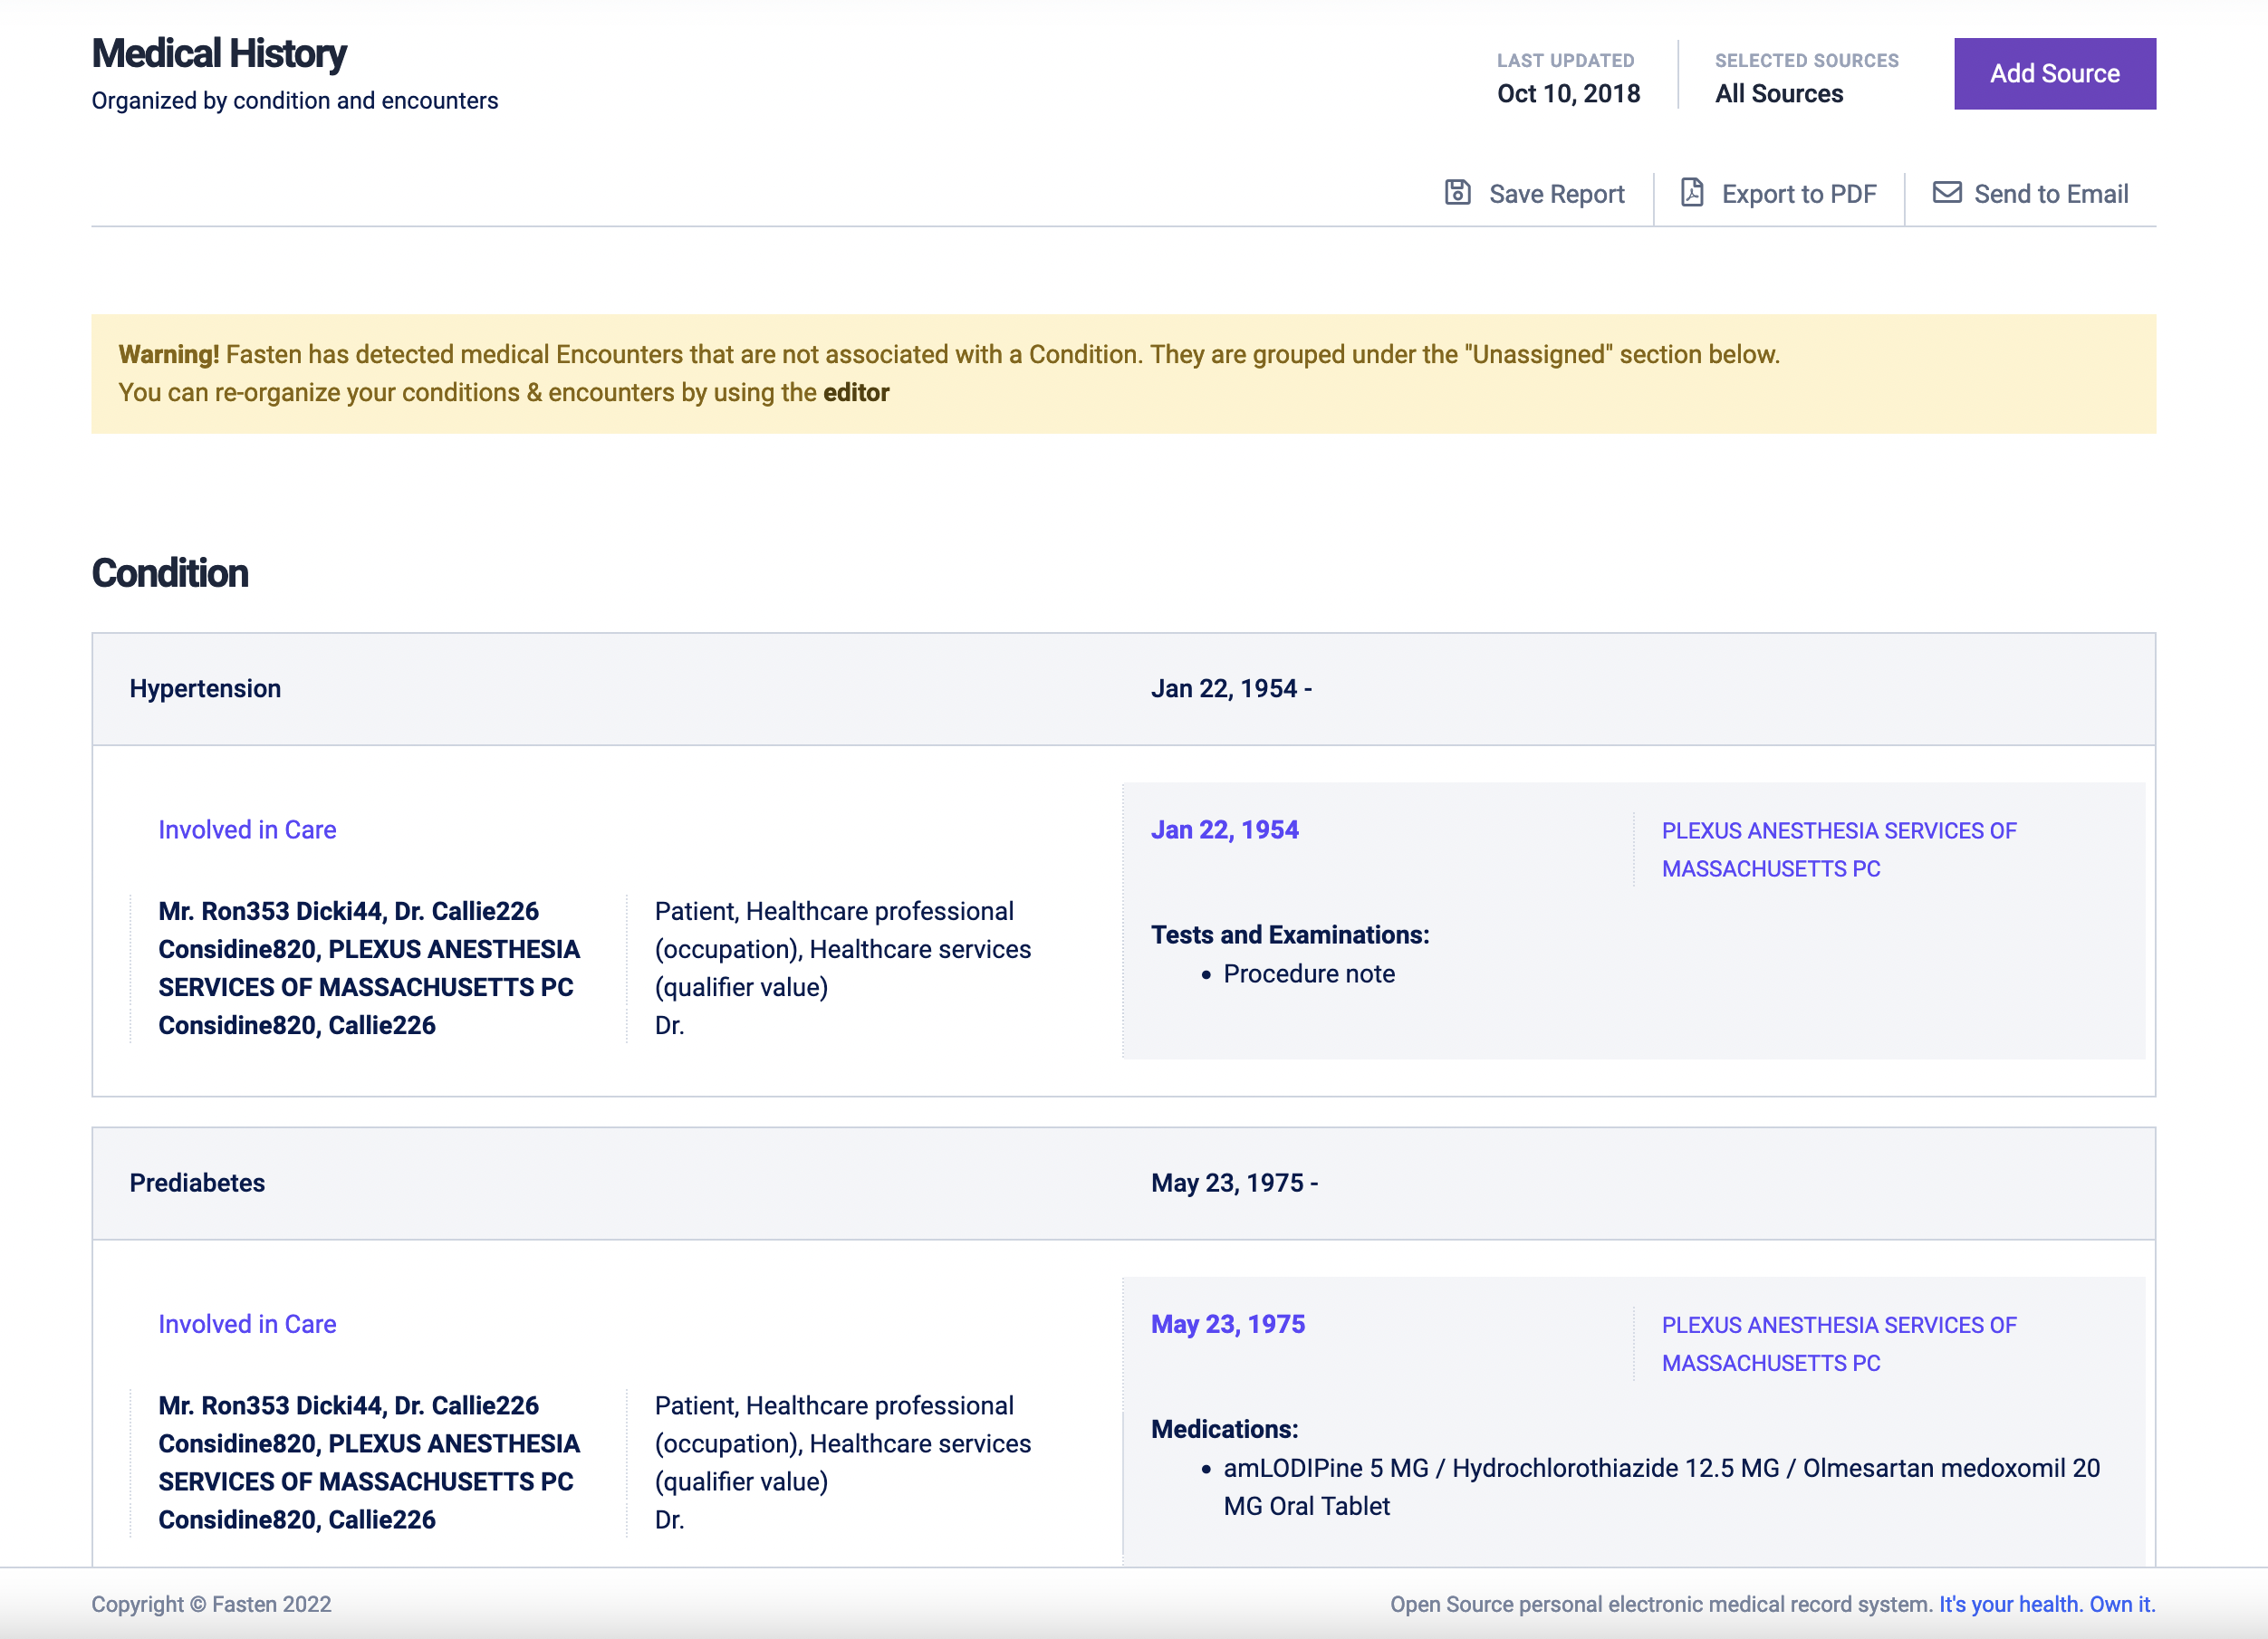 Medical History
Organized by condition and encounters
LAST UPDATED
Oct 10, 2018
SELECTED SOURCES
All Sources
Add Source
Save Report
Export to PDF
Send to Email
Warning! Fasten has detected medical Encounters that are not associated with a Condition. They are grouped under the "Unassigned" section below.
You can re-organize your conditions & encounters by using the editor
Condition
Hypertension
Jan 22, 1954 -
Involved in Care
Mr. Ron353 Dicki44, Dr. Callie226
Considine820, PLEXUS ANESTHESIA
SERVICES OF MASSACHUSETTS PC
Considine820, Callie226
Patient, Healthcare professional
(occupation), Healthcare services
(qualifier value)
Dr.
Jan 22, 1954
PLEXUS ANESTHESIA SERVICES OF
MASSACHUSETTS PC
Tests and Examinations:
• Procedure note
Prediabetes
May 23, 1975 -
Involved in Care
Mr. Ron353 Dicki44, Dr. Callie226
Considine820, PLEXUS ANESTHESIA
SERVICES OF MASSACHUSETTS PC
Considine820, Callie226
Patient, Healthcare professional
(occupation), Healthcare services
(qualifier value)
Dr.
May 23, 1975
PLEXUS ANESTHESIA SERVICES OF
MASSACHUSETTS PC
Medications:
• amLODIPine 5 MG / Hydrochlorothiazide 12.5 MG / Olmesartan medoxomil 20
MG Oral Tablet
Copyright © Fasten 2022
Open Source personal electronic medical record system. It's your health. Own it.